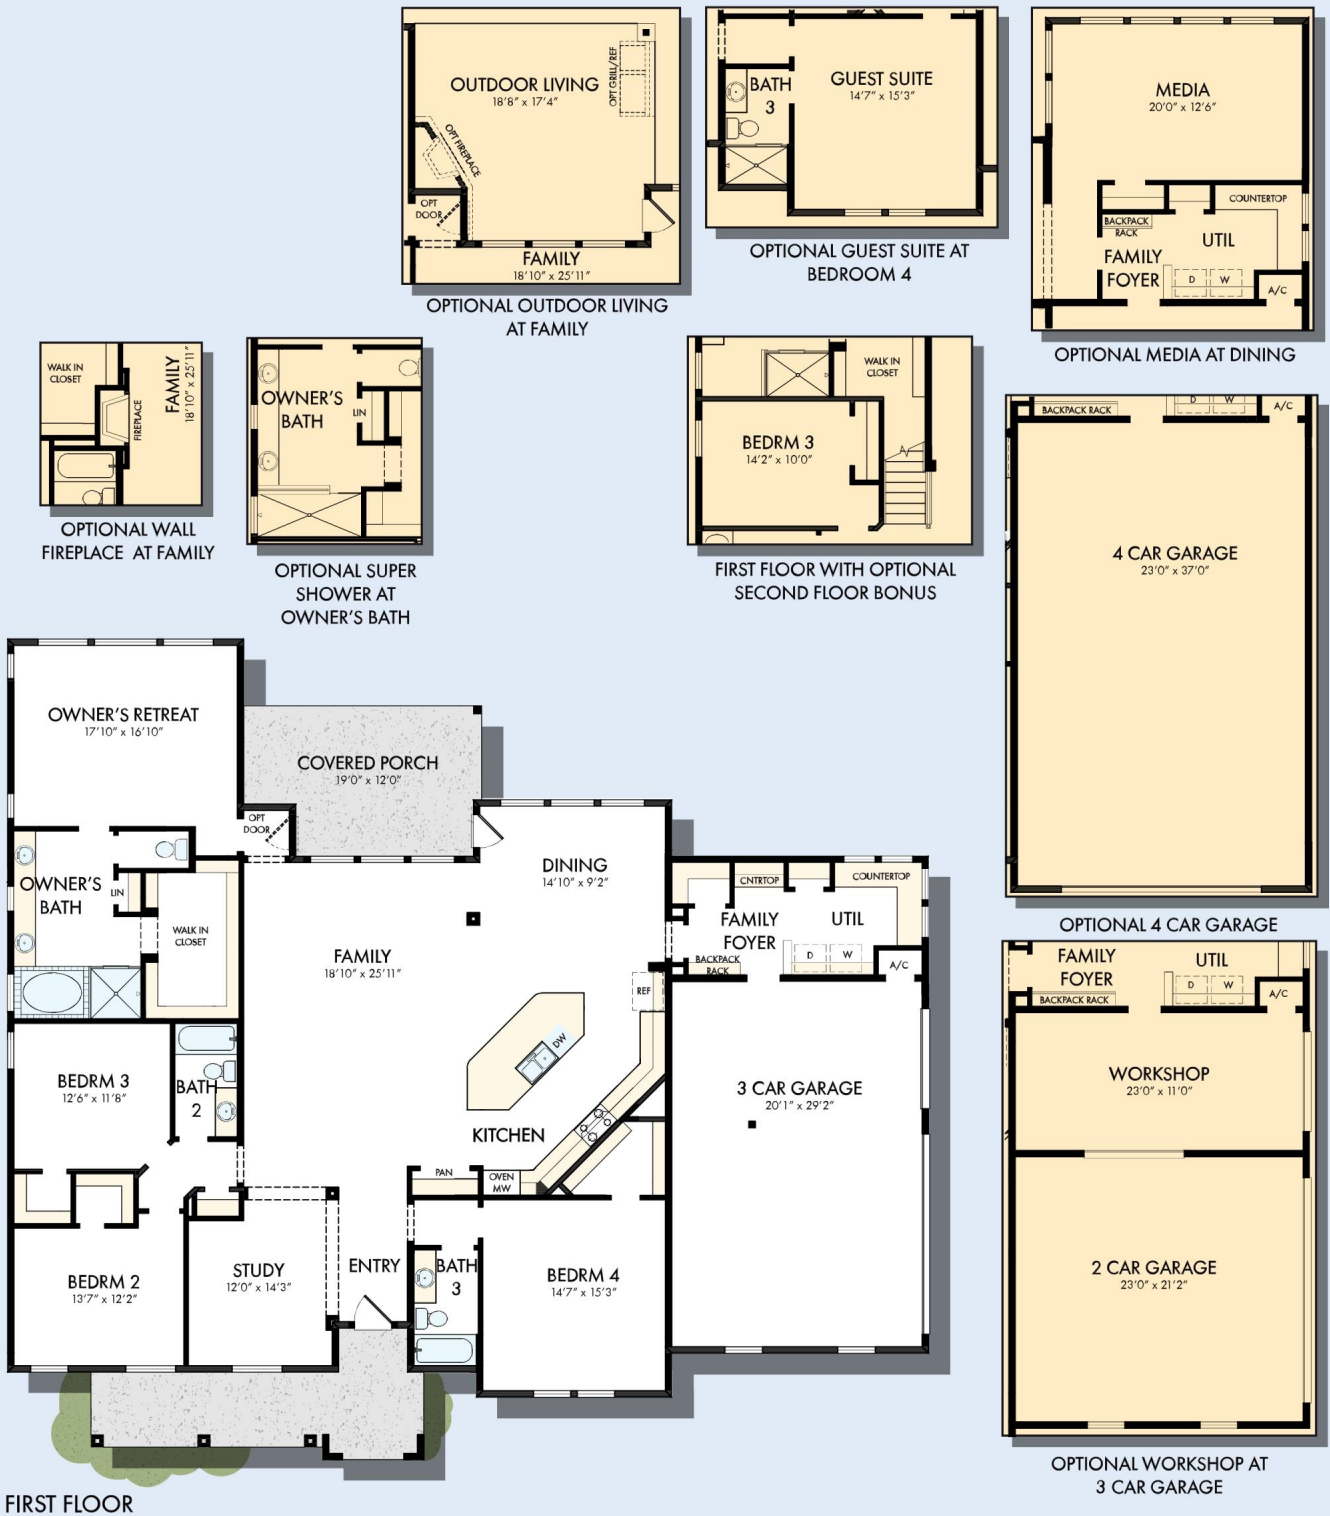 OUTDOOR LIVING
18'8" x 17'4"
OPT GRILL/REF
OPT FIREPLACE
OPT
DOOR
FAMILY
18'10" x 25'11"
OPTIONAL OUTDOOR LIVING
AT FAMILY
BATH
3
GUEST SUITE
14'7" x 15'3"
OPTIONAL GUEST SUITE AT
BEDROOM 4
MEDIA
20'0" x 12'6"
COUNTERTOP
BACKPACK
RACK
UTIL
FAMILY
FOYER
D
W
A/C
OPTIONAL MEDIA AT DINING
WALK IN
CLOSET
FIREPLACE
FAMILY
18'10" x 25'11"
OPTIONAL WALL
FIREPLACE AT FAMILY
OWNER'S
BATH
LIN
OPTIONAL SUPER
SHOWER AT
OWNER'S BATH
WALK IN
CLOSET
BEDRM 3
14'2" x 10'0"
FIRST FLOOR WITH OPTIONAL
SECOND FLOOR BONUS
BACKPACK RACK
D
W
A/C
4 CAR GARAGE
23'0" x 37'0"
OPTIONAL 4 CAR GARAGE
OWNER'S RETREAT
17'10" x 16'10"
COVERED PORCH
19'0" x 12'0"
OPT
DOOR
DINING
14'10" x 9'2"
CNTRTOP
COUNTERTOP
OWNER'S
BATH
LIN
WALK IN
CLOSET
FAMILY
18'10" x 25'11"
FAMILY
FOYER
UTIL
BACKPACK
RACK
D
W
A/C
REF
DW
BEDRM 3
12'6" x 11'8"
BATH
2
3 CAR GARAGE
20'1" x 29'2"
KITCHEN
PAN
OVEN
MW
BEDRM 2
13'7" x 12'2"
STUDY
12'0" x 14'3"
ENTRY
BATH
3
BEDRM 4
14'7" x 15'3"
FAMILY
FOYER
UTIL
BACKPACK RACK
D
W
A/C
WORKSHOP
23'0" x 11'0"
2 CAR GARAGE
23'0" x 21'2"
OPTIONAL WORKSHOP AT
3 CAR GARAGE
FIRST FLOOR